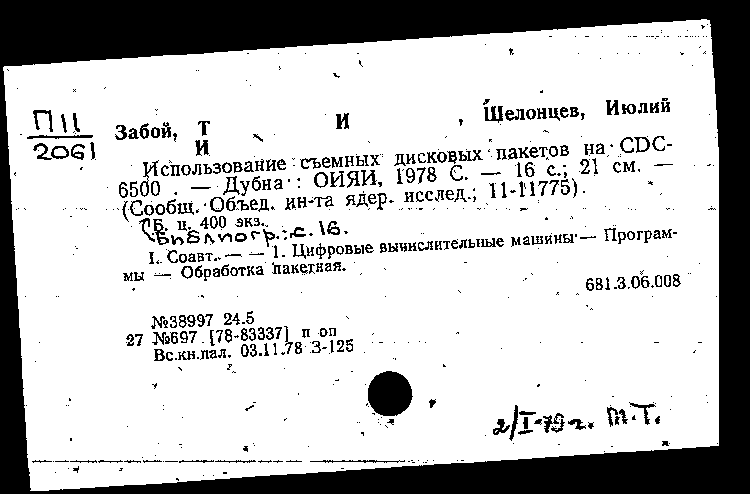 П11
2061
Забой, Т И , Шелонцев, Июлий
И
Использование съемных дисковых пакетов на CDC-
6500 . — Дубна : ОИЯИ, 1978 С. — 16 с.; 21 см. —
(Сообщ. Объед. ин-та ядер. исслед.; 11-11775).
Б. ц. 400 экз.
Библиогр.: с. 16.
I. Соавт. — — 1. Цифровые вычислительные машины — Програм-
мы — Обработка пакетная.
681.3.06.008
№38997 24.5
27 №697 [78-83337] п оп
Вс.кн.пал. 03.11.78 З-125
2/I-79 г. М.Т.